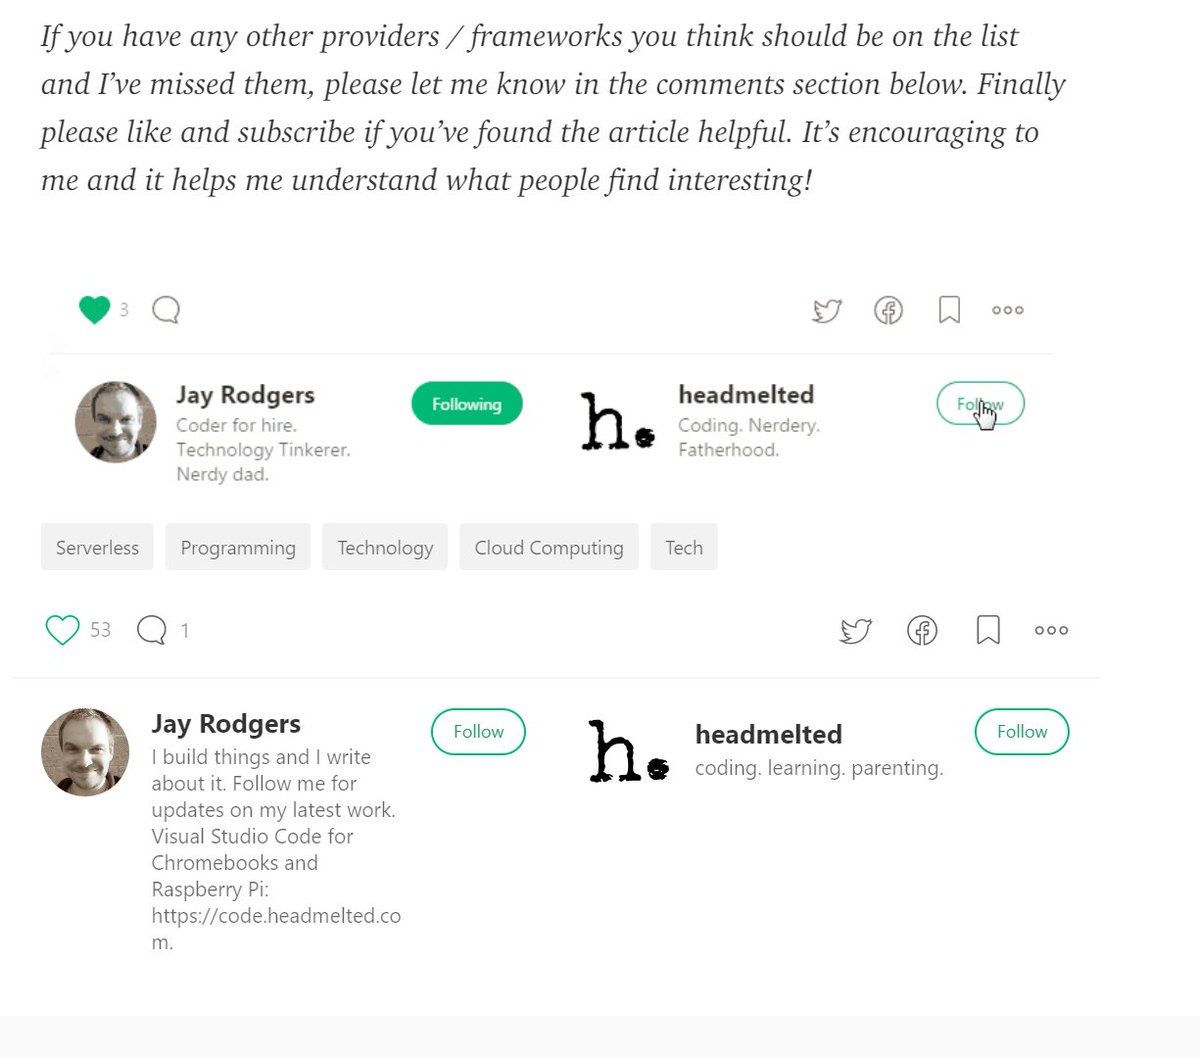 If you have any other providers / frameworks you think should be on the list
and I've missed them, please let me know in the comments section below. Finally
please like and subscribe if you've found the article helpful. It's encouraging to
me and it helps me understand what people find interesting!
3
Jay Rodgers
Coder for hire.
Technology Tinkerer.
Nerdy dad.
Following
h.
headmelted
Coding. Nerdery.
Fatherhood.
Follow
Serverless
Programming
Technology
Cloud Computing
Tech
53
1
Jay Rodgers
I build things and I write
about it. Follow me for
updates on my latest work.
Visual Studio Code for
Chromebooks and
Raspberry Pi:
https://code.headmelted.co
m.
Follow
h.
headmelted
coding. learning. parenting.
Follow